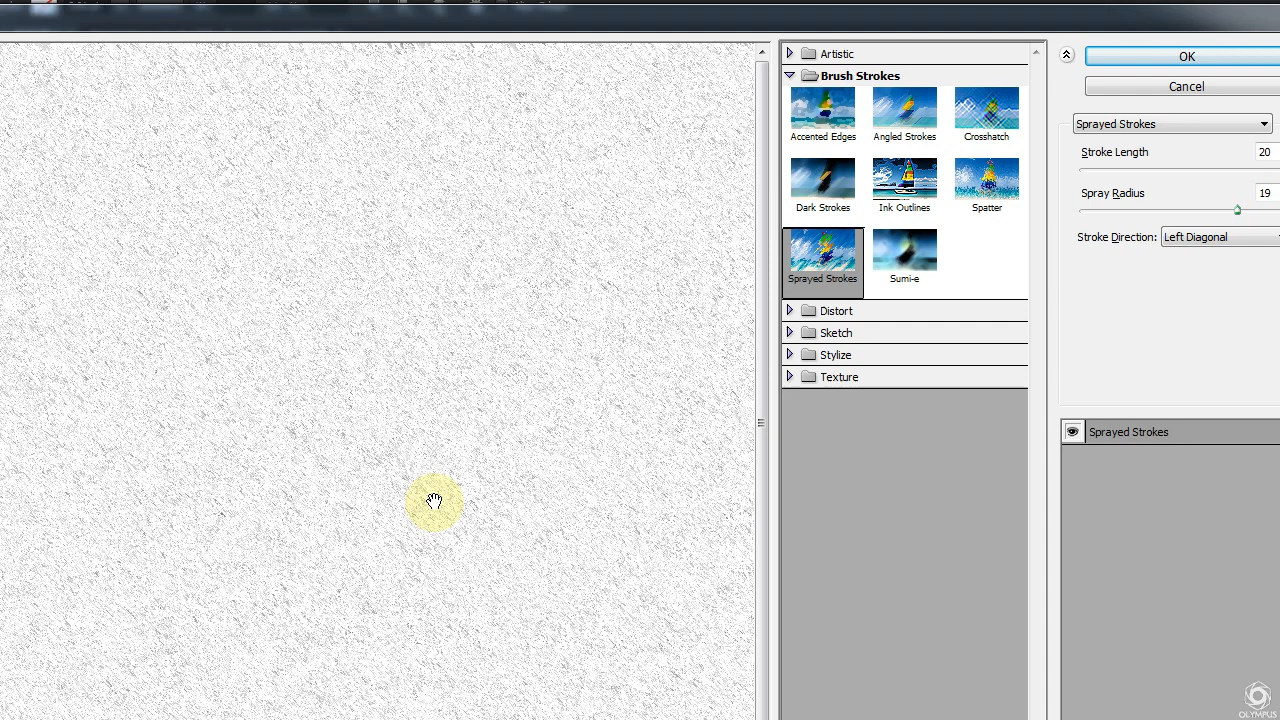 Artistic
OK
Brush Strokes
Cancel
Accented Edges
Angled Strokes
Crosshatch
Sprayed Strokes
Stroke Length
20
Dark Strokes
Ink Outlines
Spatter
Spray Radius
19
Stroke Direction:
Left Diagonal
Sprayed Strokes
Sumi-e
Distort
Sketch
Stylize
Texture
Sprayed Strokes
OLYMPUS